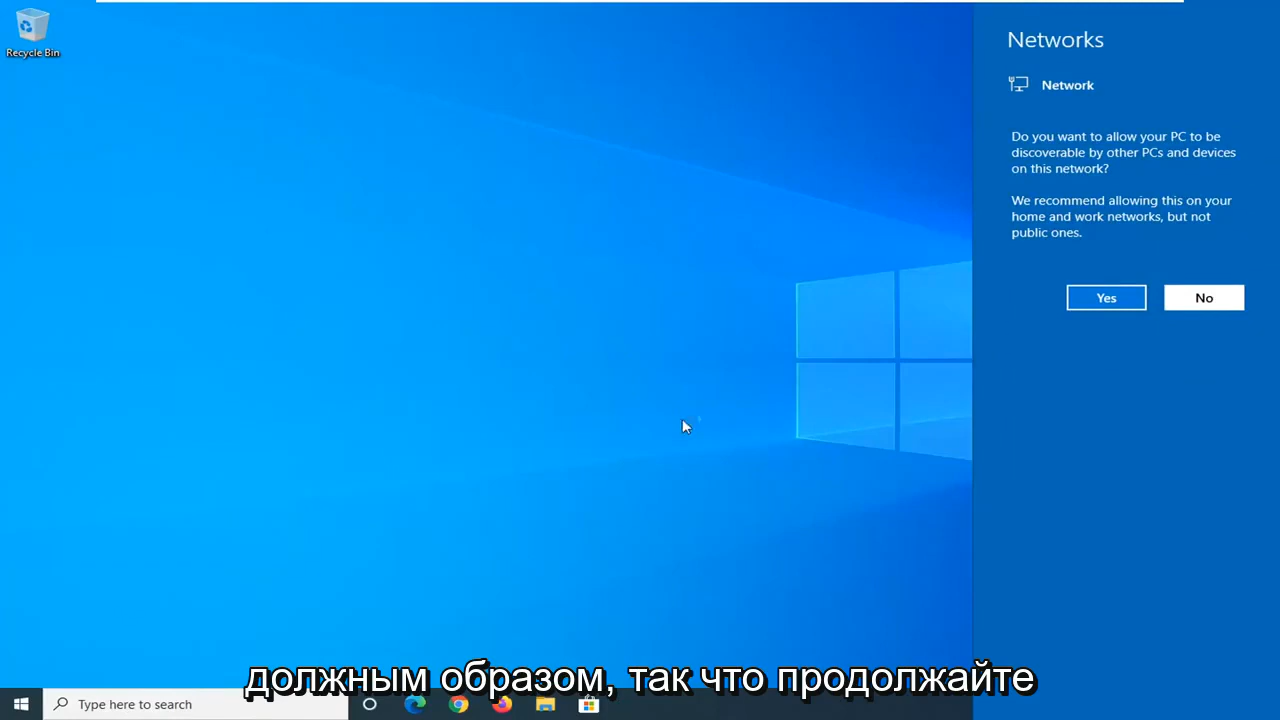 Recycle Bin
Networks
Network
Do you want to allow your PC to be
discoverable by other PCs and devices
on this network?
We recommend allowing this on your
home and work networks, but not
public ones.
Yes
No
должным образом, так что продолжайте
Type here to search